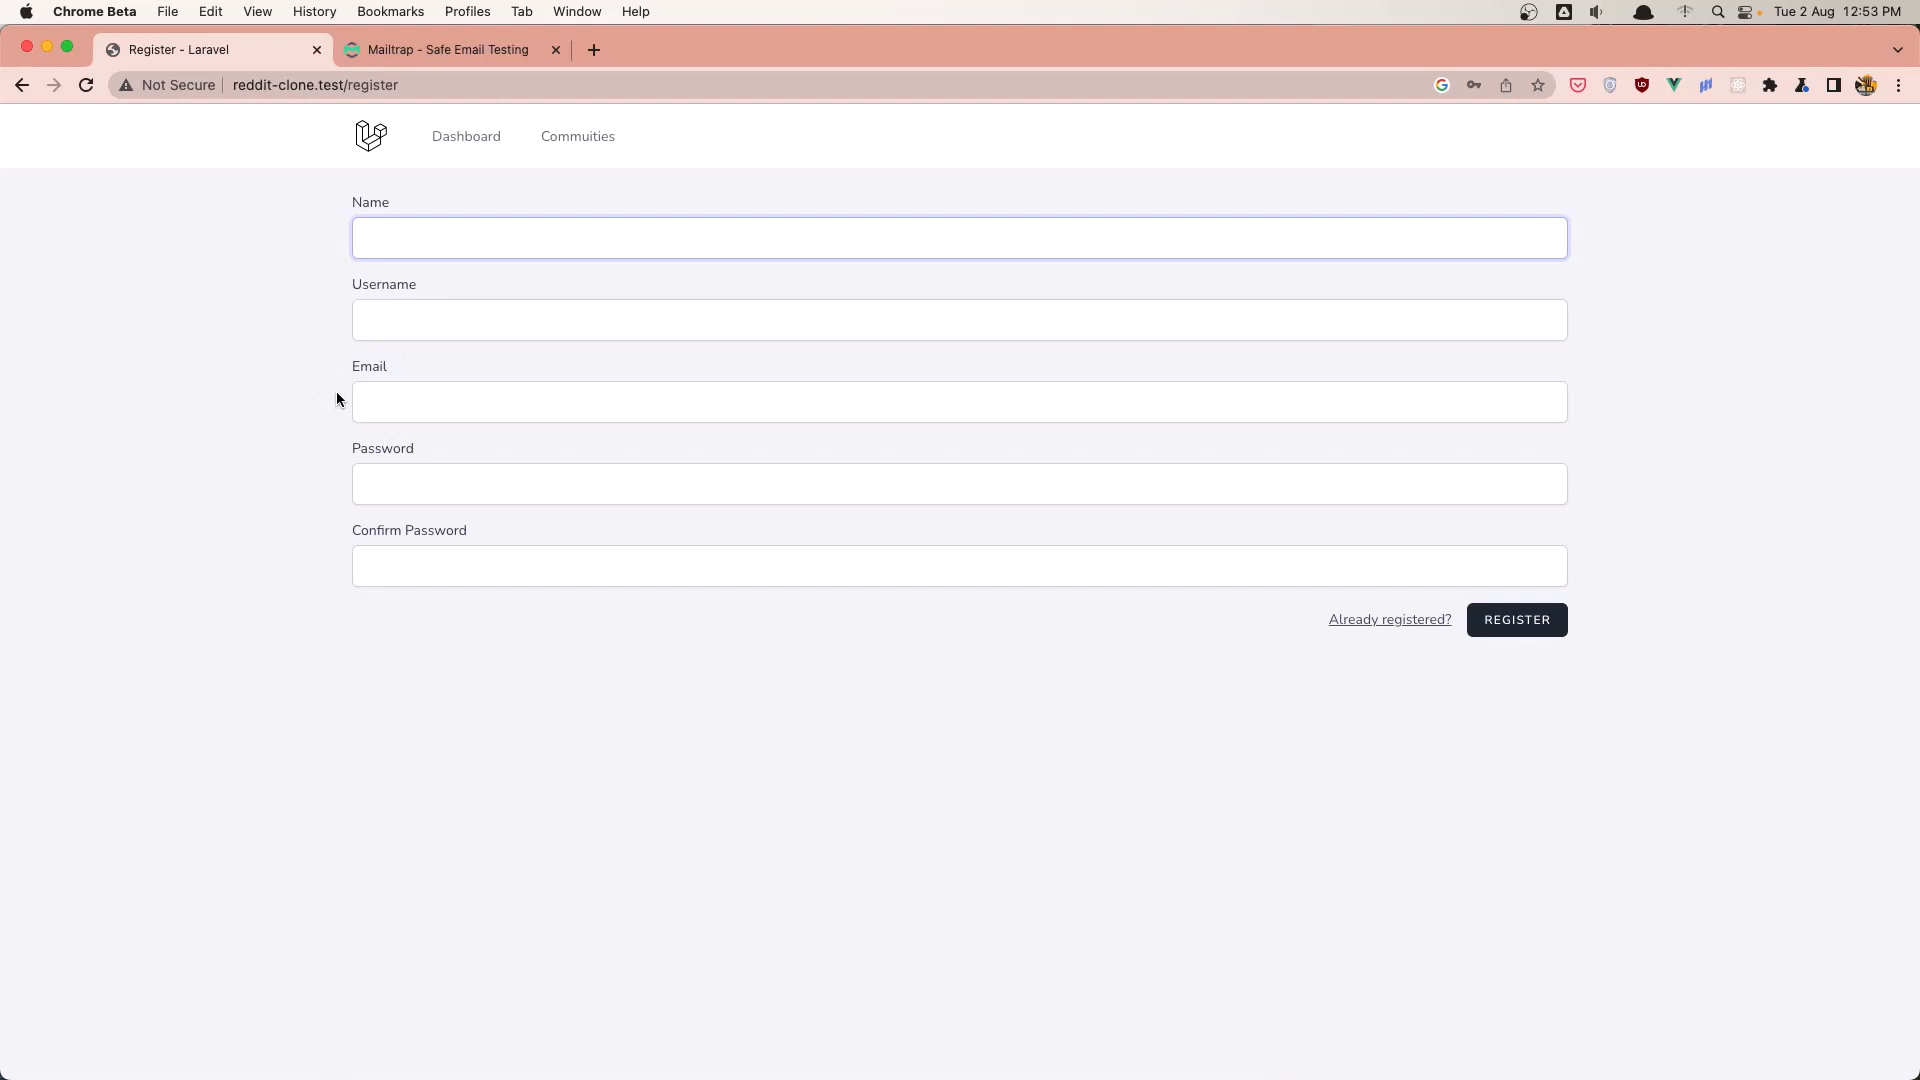 Chrome Beta File Edit View History Bookmarks Profiles Tab Window Help Tue 2 Aug 12:53 PM
Register - Laravel Mailtrap - Safe Email Testing
Not Secure reddit-clone.test/register
Dashboard Commuities
Name
Username
Email
Password
Confirm Password
Already registered? REGISTER